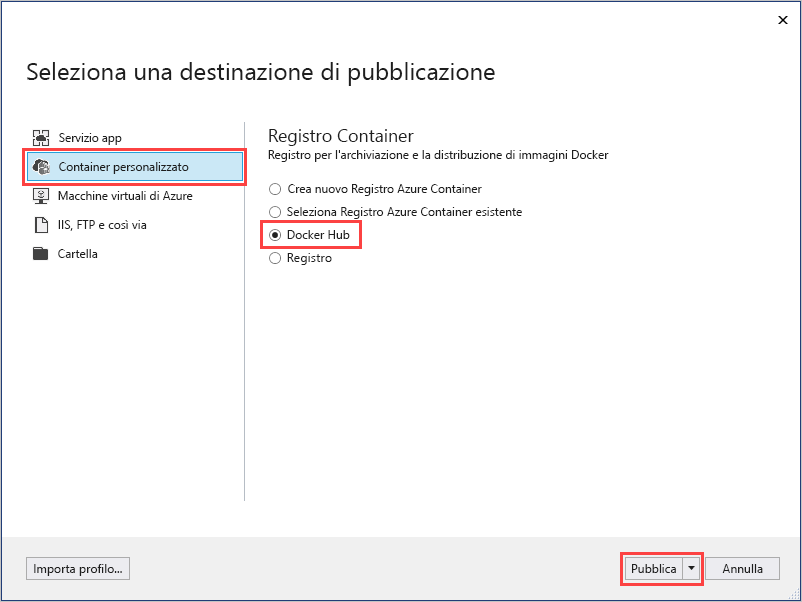 Seleziona una destinazione di pubblicazione
Servizio app
Container personalizzato
Macchine virtuali di Azure
IIS, FTP e così via
Cartella
Registro Container
Registro per l'archiviazione e la distribuzione di immagini Docker
Crea nuovo Registro Azure Container
Seleziona Registro Azure Container esistente
Docker Hub
Registro
Importa profilo...
Pubblica
Annulla